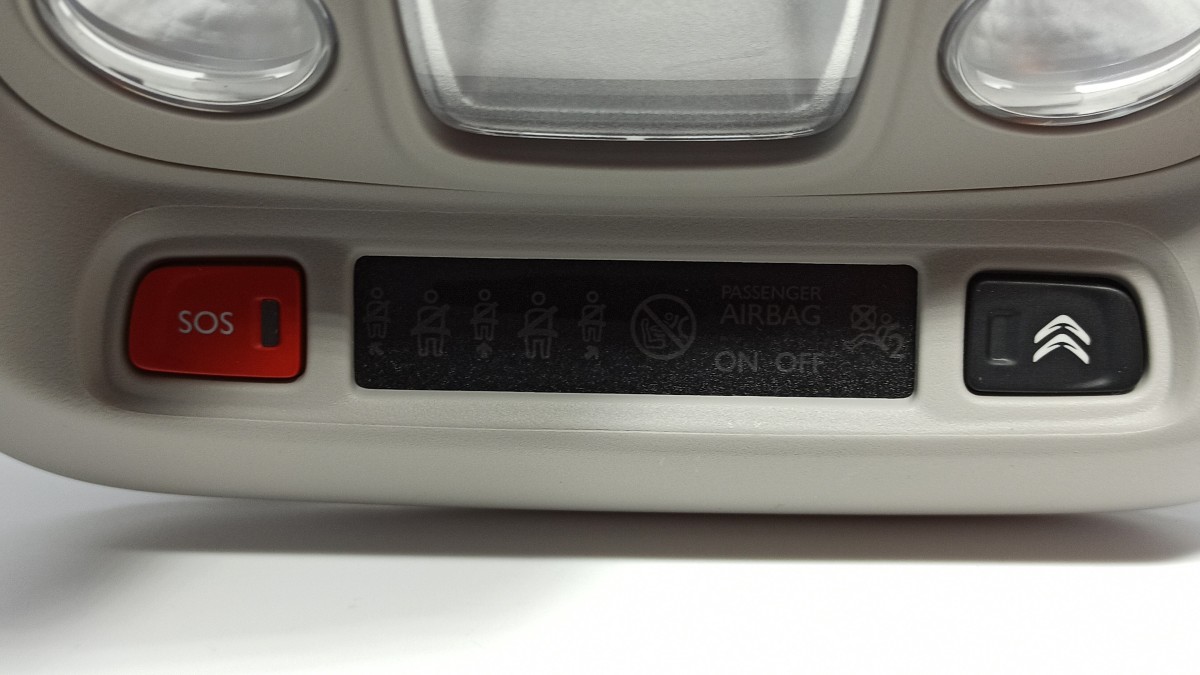 SOS
PASSENGER
AIRBAG
ON OFF
2